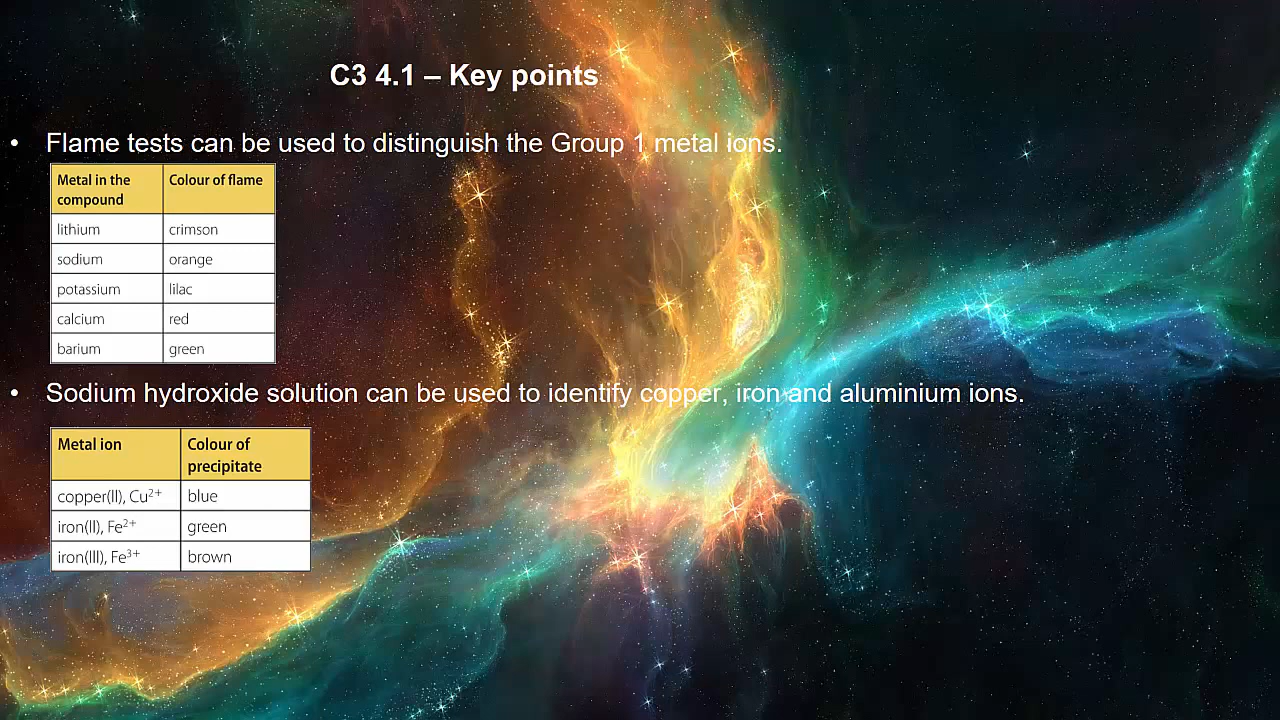 C3 4.1 – Key points
• Flame tests can be used to distinguish the Group 1 metal ions.
Metal in the compound Colour of flame
lithium crimson
sodium orange
potassium lilac
calcium red
barium green
• Sodium hydroxide solution can be used to identify copper, iron and aluminium ions.
Metal ion Colour of precipitate
copper(II), Cu²⁺ blue
iron(II), Fe²⁺ green
iron(III), Fe³⁺ brown